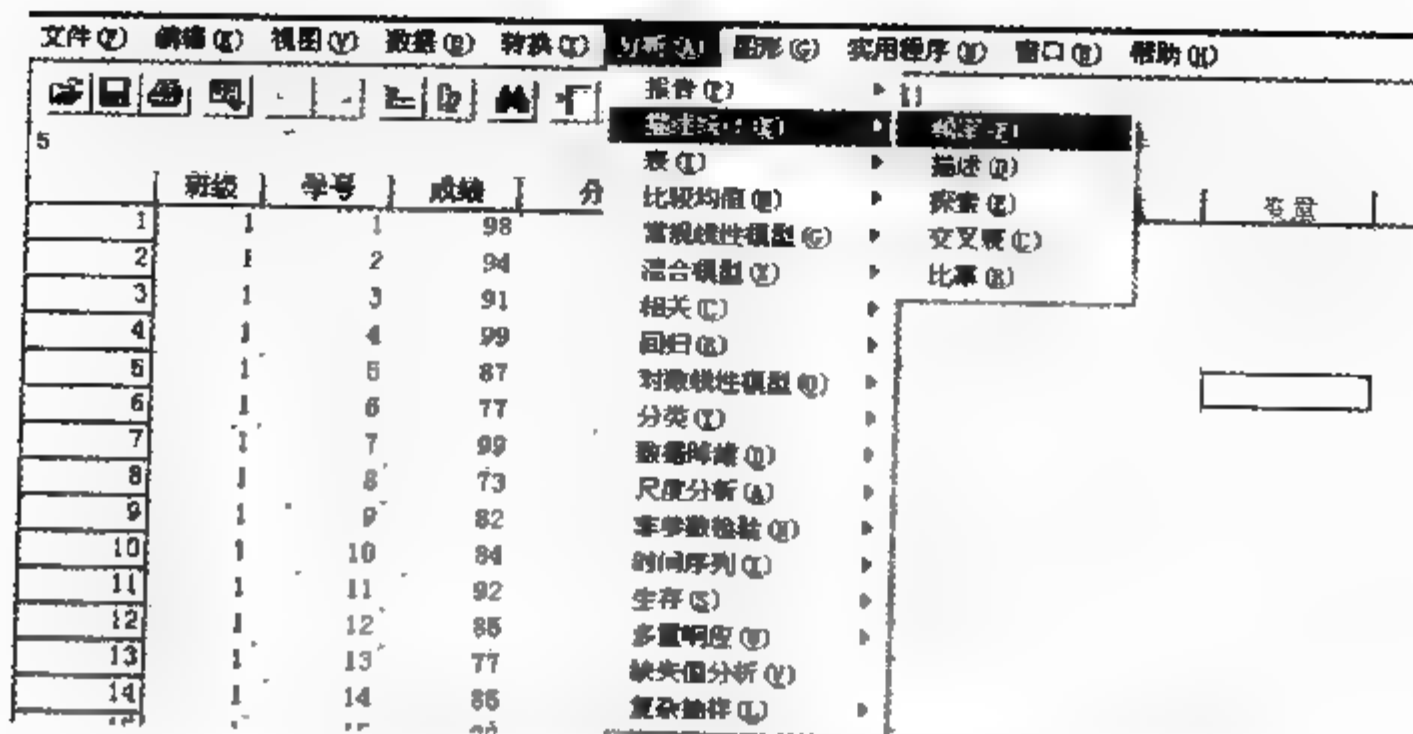 文件(F) 编辑(E) 视图(V) 数据(D) 转换(T) 分析(A) 图形(G) 实用程序(U) 窗口(W) 帮助(H)
5
班级 学号 成绩 分 变量
1 1 1 98
2 1 2 94
3 1 3 91
4 1 4 99
5 1 5 87
6 1 6 77
7 1 7 99
8 1 8 73
9 1 9 82
10 1 10 84
11 1 11 92
12 1 12 85
13 1 13 77
14 1 14 85
报告(P)
描述统计(E)
表(T)
比较均值(M)
常规线性模型(G)
混合模型(X)
相关(C)
回归(R)
对数线性模型(O)
分类(Y)
数据降维(D)
尺度分析(A)
非参数检验(N)
时间序列(I)
生存(S)
多重响应(U)
缺失值分析(V)
复杂抽样(L)
频率(F)
描述(D)
探索(E)
交叉表(C)
比率(R)